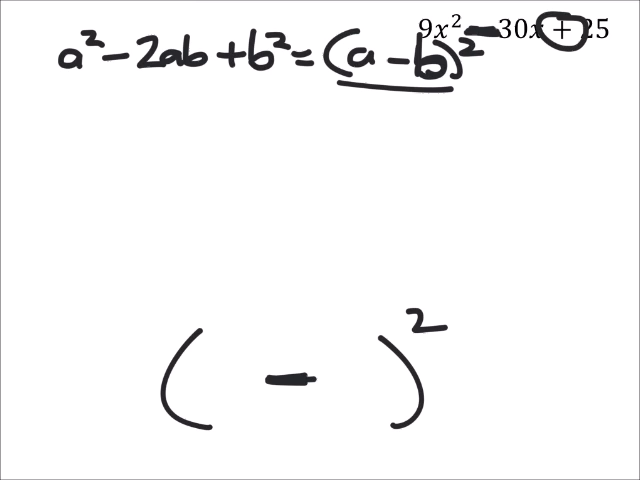 9x² − 30x + 25
a² − 2ab + b² = (a − b)²
( − )²